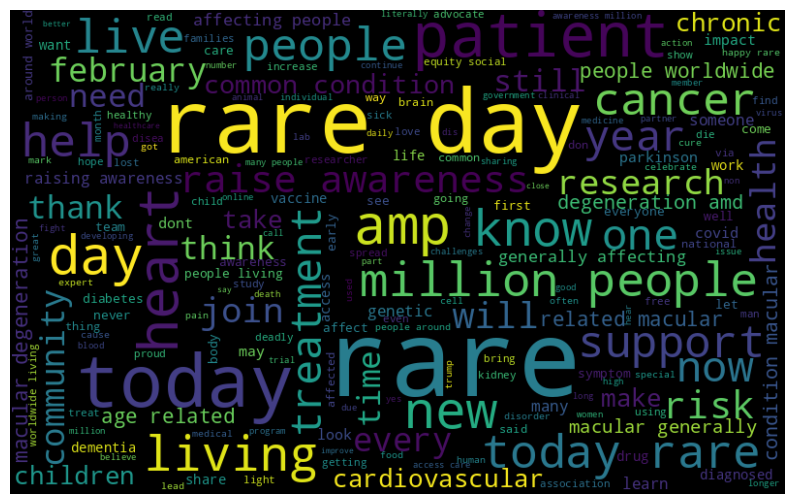 better
literally
advocate
awareness million
read
families
affecting people
live
people
patient
chronic
around world
want
care
number
increase
equity social
action
show
impact
happy rare
continue
february
common condition
still
people worldwide
person
really
animal
individual
way
brain
government
clinical
member
need
rare day
cancer
making
healthy
sick
month
disea
healthcare
daily
love
dis
medicine
partner
find
virus
help
got
lab
don
cure
die
someone
come
year
mark
hope
lost
american
many people
researcher
life
common
sharing
parkinson
celebrate
via
work
health
raising awareness
raise awareness
research
non
child
online
vaccine
see
close
going
degeneration amd
thank
heart
take
amp
know
one
first
everyone
well
team
dont
early
change
covid
national
fight
call
spread
challenges
issue
great
developing
think
awareness
part
generally affecting
day
treatment
people living
access
million people
expert
say
death
study
used
good
diabetes
join
cell
often
free
let
man
never
pain
affect
people around
genetic
will
related macular
hear
macular degeneration
community
thing
cause
blood
body
deadly
even
bring
support
proud
may
trial
affected
time
trump
kidney
symptom
high
special
now
condition macular
today
rare
worldwide living
treat
age related
due
yes
new
disorder
many
make
long
women
using
risk
million
dementia
medical
program
look
every
said
macular generally
believe
living
improve
getting
food
human
today rare
drug
diagnosed
children
share
lead
light
access care
cardiovascular
association
learn
longer